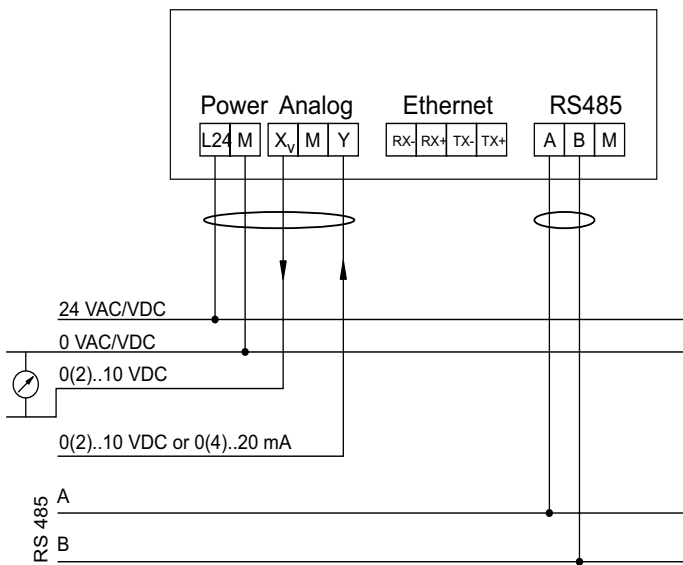 Power Analog Ethernet RS485
L24 M Xv M Y RX- RX+ TX- TX+ A B M
24 VAC/VDC
0 VAC/VDC
0(2)..10 VDC
0(2)..10 VDC or 0(4)..20 mA
RS 485
A
B